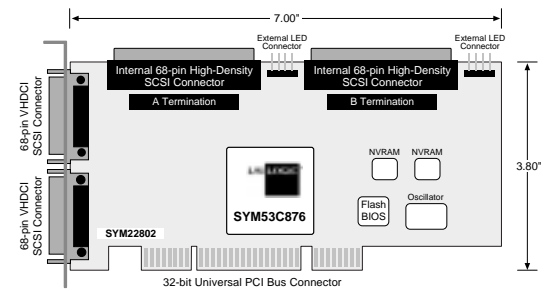 7.00"
External LED
Connector
External LED
Connector
Internal 68-pin High-Density
SCSI Connector
Internal 68-pin High-Density
SCSI Connector
A Termination
B Termination
68-pin VHDCI
SCSI Connector
NVRAM
NVRAM
3.80"
LOGIC
SYM53C876
Flash
BIOS
Oscillator
68-pin VHDCI
SCSI Connector
SYM22802
32-bit Universal PCI Bus Connector